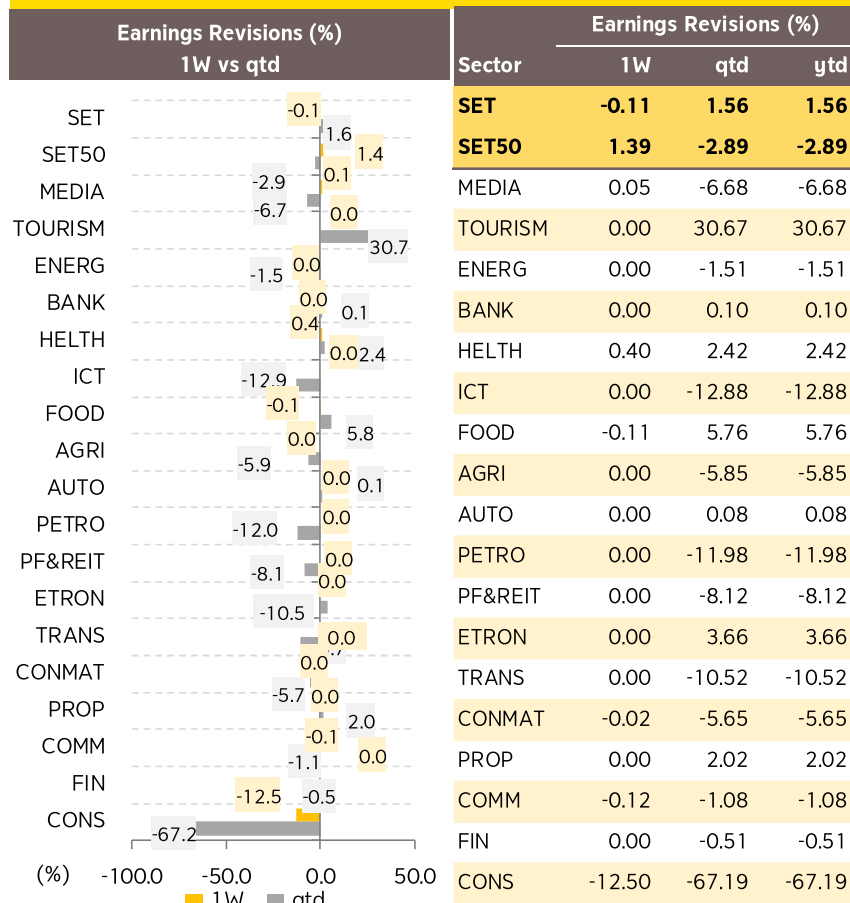 Earnings Revisions (%)
1W vs qtd
SET
-0.1
1.6
SET50
1.4
-2.9
0.1
MEDIA
-6.7
0.0
TOURISM
30.7
ENERG
0.0
-1.5
BANK
0.0
0.1
0.4
HELTH
0.0
2.4
ICT
-12.9
-0.1
FOOD
5.8
0.0
AGRI
-5.9
0.0
AUTO
0.1
0.0
PETRO
-12.0
0.0
PF&REIT
-8.1
0.0
ETRON
-10.5
TRANS
0.0
0.0
CONMAT
-5.7
0.0
PROP
2.0
-0.1
COMM
0.0
-1.1
FIN
-12.5
-0.5
CONS
-67.2
(%)
-100.0 -50.0 0.0 50.0
1W qtd
Earnings Revisions (%)
Sector 1W qtd ytd
SET -0.11 1.56 1.56
SET50 1.39 -2.89 -2.89
MEDIA 0.05 -6.68 -6.68
TOURISM 0.00 30.67 30.67
ENERG 0.00 -1.51 -1.51
BANK 0.00 0.10 0.10
HELTH 0.40 2.42 2.42
ICT 0.00 -12.88 -12.88
FOOD -0.11 5.76 5.76
AGRI 0.00 -5.85 -5.85
AUTO 0.00 0.08 0.08
PETRO 0.00 -11.98 -11.98
PF&REIT 0.00 -8.12 -8.12
ETRON 0.00 3.66 3.66
TRANS 0.00 -10.52 -10.52
CONMAT -0.02 -5.65 -5.65
PROP 0.00 2.02 2.02
COMM -0.12 -1.08 -1.08
FIN 0.00 -0.51 -0.51
CONS -12.50 -67.19 -67.19